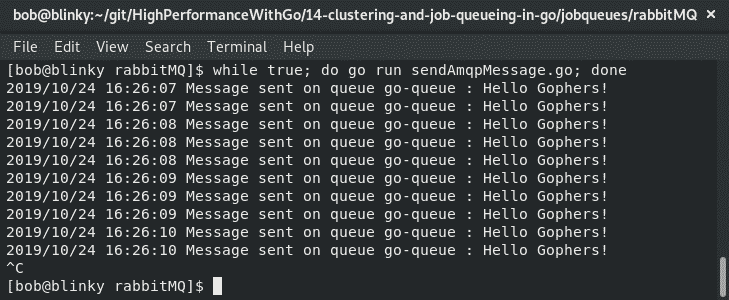 bob@blinky:~/git/HighPerformanceWithGo/14-clustering-and-job-queueing-in-go/jobqueues/rabbitMQ ×
File Edit View Search Terminal Help
[bob@blinky rabbitMQ]$ while true; do go run sendAmqpMessage.go; done
2019/10/24 16:26:07 Message sent on queue go-queue : Hello Gophers!
2019/10/24 16:26:07 Message sent on queue go-queue : Hello Gophers!
2019/10/24 16:26:08 Message sent on queue go-queue : Hello Gophers!
2019/10/24 16:26:08 Message sent on queue go-queue : Hello Gophers!
2019/10/24 16:26:08 Message sent on queue go-queue : Hello Gophers!
2019/10/24 16:26:09 Message sent on queue go-queue : Hello Gophers!
2019/10/24 16:26:09 Message sent on queue go-queue : Hello Gophers!
2019/10/24 16:26:09 Message sent on queue go-queue : Hello Gophers!
2019/10/24 16:26:10 Message sent on queue go-queue : Hello Gophers!
2019/10/24 16:26:10 Message sent on queue go-queue : Hello Gophers!
^C
[bob@blinky rabbitMQ]$